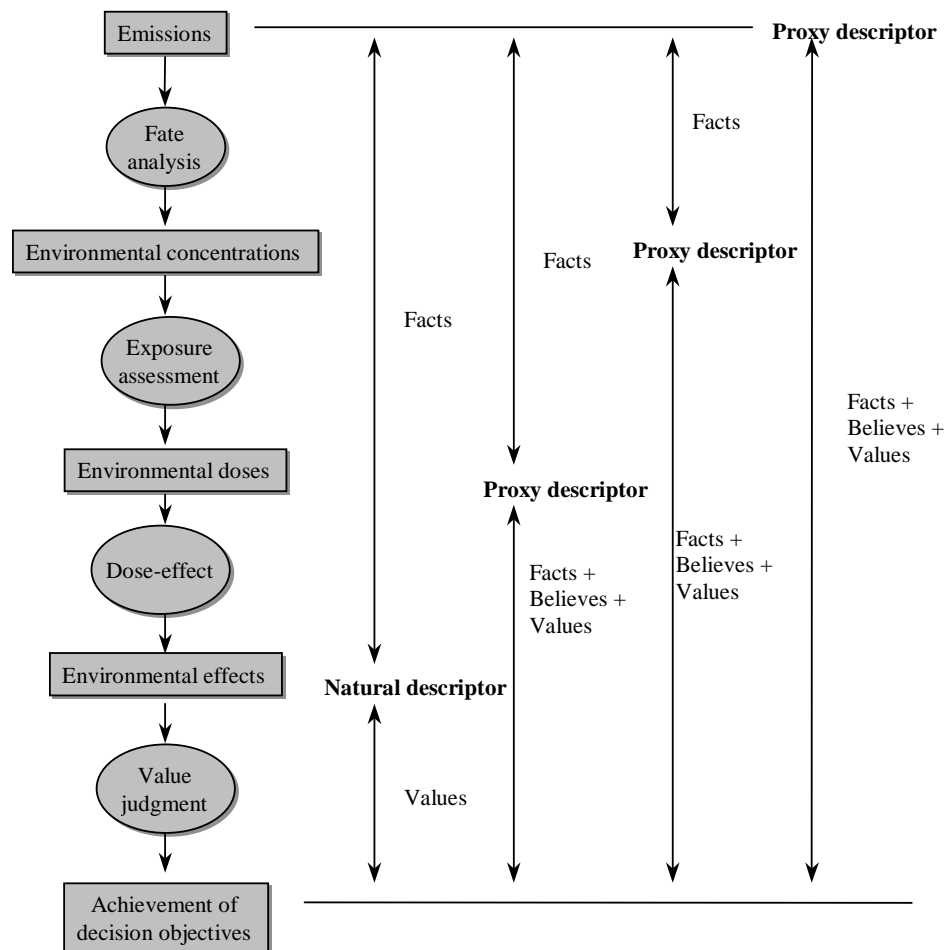 Emissions
Fate
analysis
Environmental concentrations
Exposure
assessment
Environmental doses
Dose-effect
Environmental effects
Value
judgment
Achievement of
decision objectives
Facts
Natural descriptor
Values
Facts
Proxy descriptor
Facts +
Believes +
Values
Facts
Proxy descriptor
Facts +
Believes +
Values
Proxy descriptor
Facts +
Believes +
Values